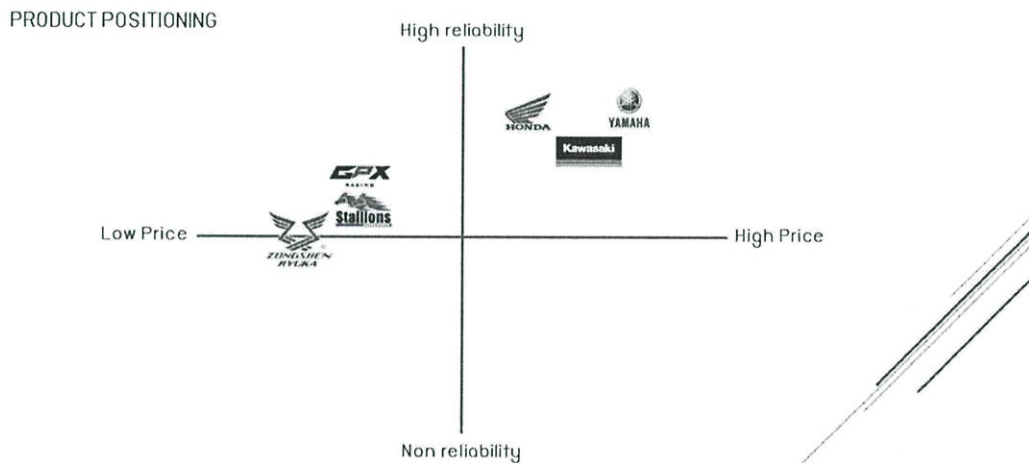 PRODUCT POSITIONING
High reliability
HONDA
YAMAHA
Kawasaki
GPX
RACING
Stallions
Low Price
High Price
ZONGSHEN
RYUKA
Non reliability